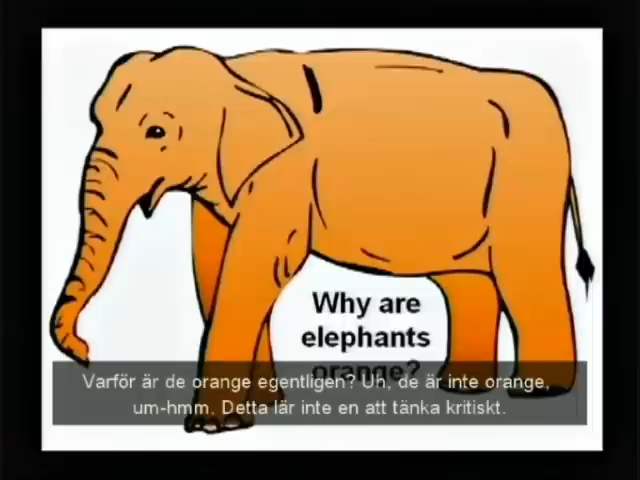 Why are
elephants
orange?
Varför är de orange egentligen? Uh, de är inte orange,
um-hmm. Detta lär inte en att tänka kritiskt.